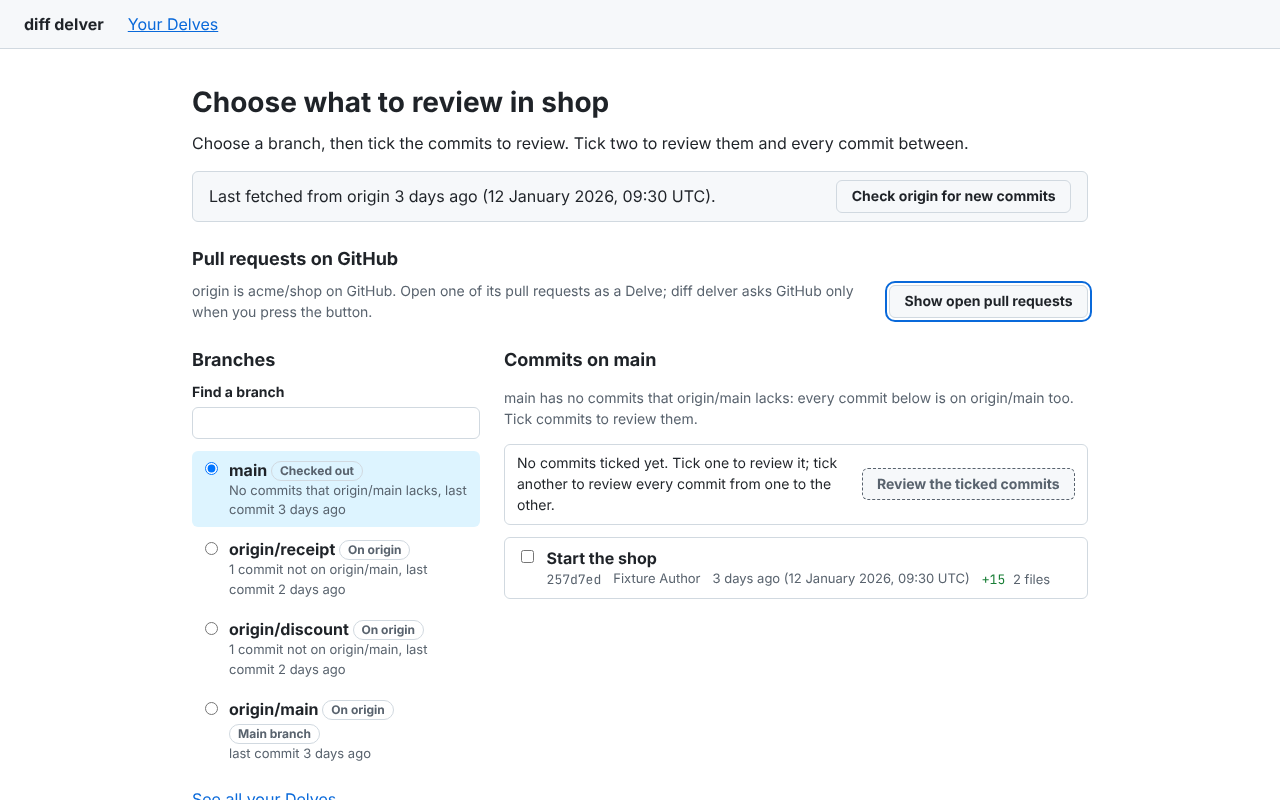 diff delver
Your Delves
Choose what to review in shop
Choose a branch, then tick the commits to review. Tick two to review them and every commit between.
Last fetched from origin 3 days ago (12 January 2026, 09:30 UTC).
Check origin for new commits
Pull requests on GitHub
origin is acme/shop on GitHub. Open one of its pull requests as a Delve; diff delver asks GitHub only
when you press the button.
Show open pull requests
Branches
Find a branch
main Checked out
No commits that origin/main lacks, last
commit 3 days ago
origin/receipt On origin
1 commit not on origin/main, last
commit 2 days ago
origin/discount On origin
1 commit not on origin/main, last
commit 2 days ago
origin/main On origin
Main branch
last commit 3 days ago
See all your Delves
Commits on main
main has no commits that origin/main lacks: every commit below is on origin/main too.
Tick commits to review them.
No commits ticked yet. Tick one to review it; tick
another to review every commit from one to the
other.
Review the ticked commits
Start the shop
257d7ed Fixture Author 3 days ago (12 January 2026, 09:30 UTC) +15 2 files